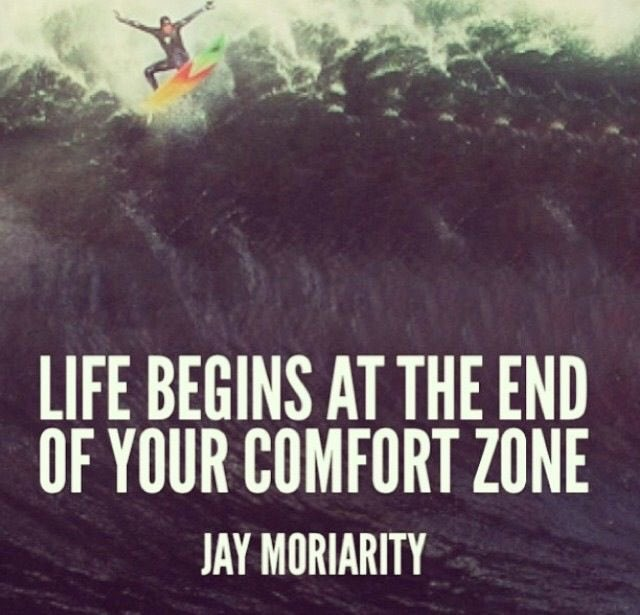 LIFE BEGINS AT THE END
OF YOUR COMFORT ZONE
JAY MORIARITY